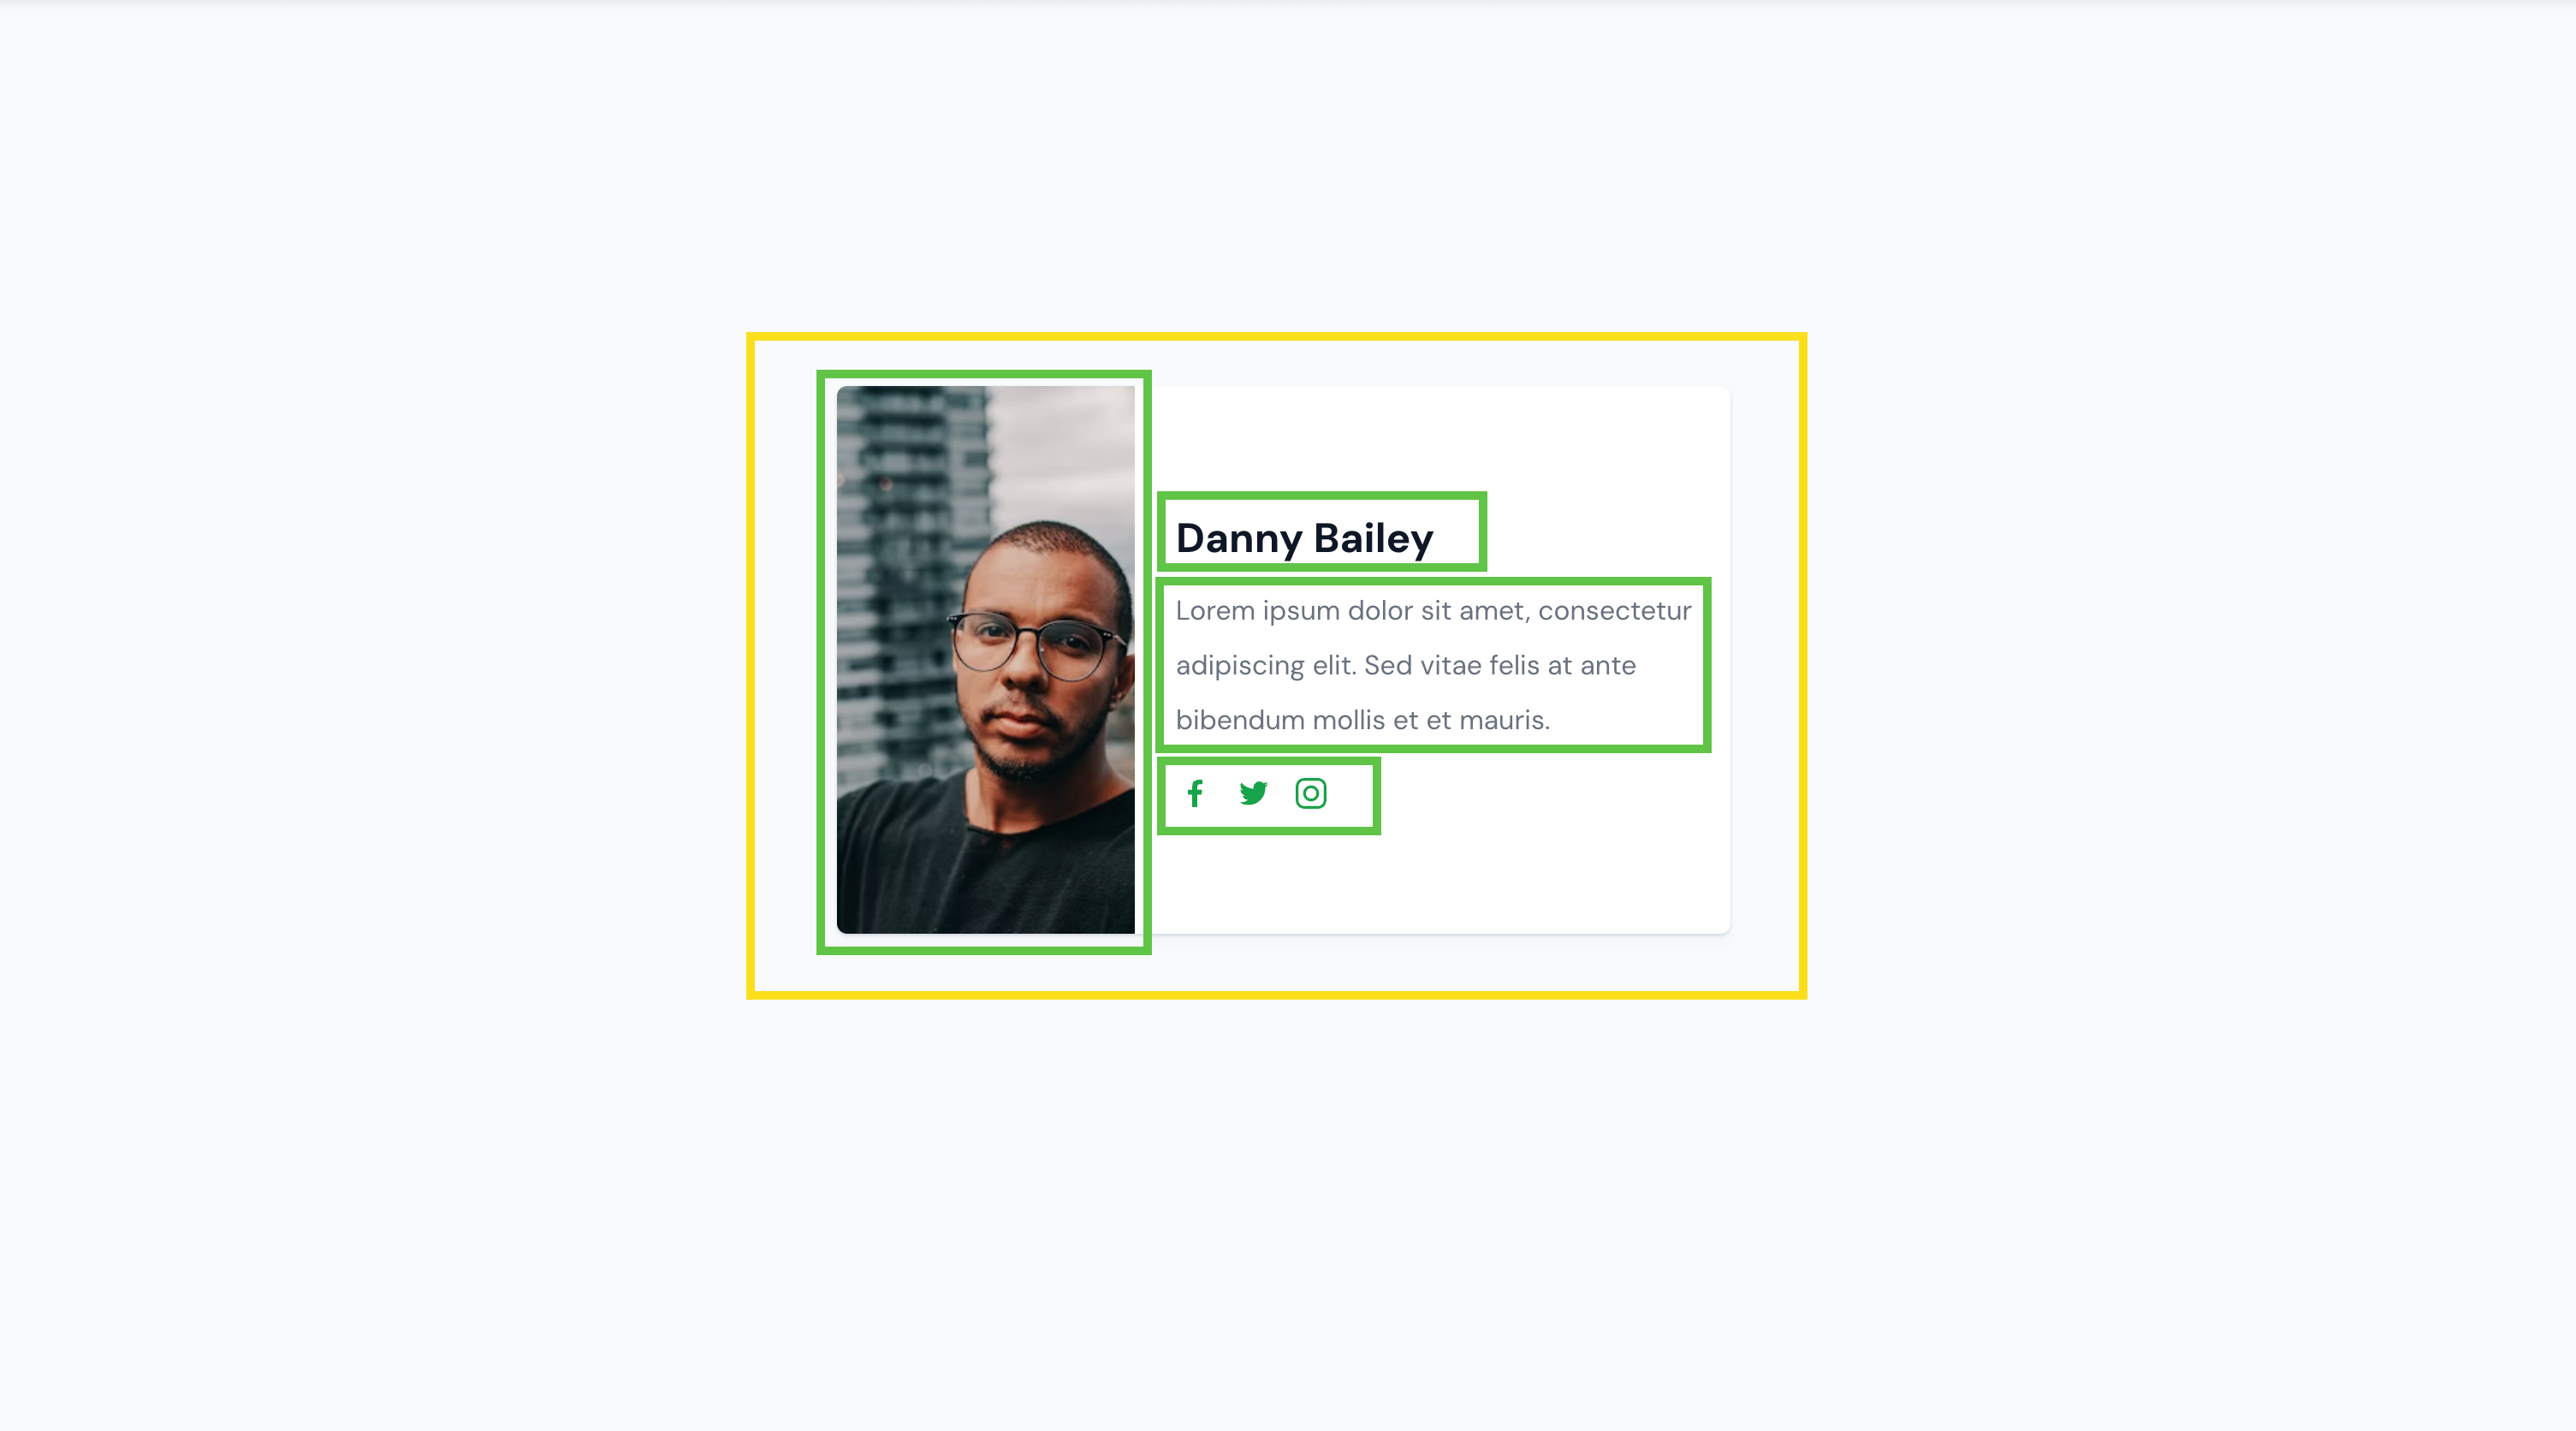 Danny Bailey
Lorem ipsum dolor sit amet, consectetur
adipiscing elit. Sed vitae felis at ante
bibendum mollis et et mauris.